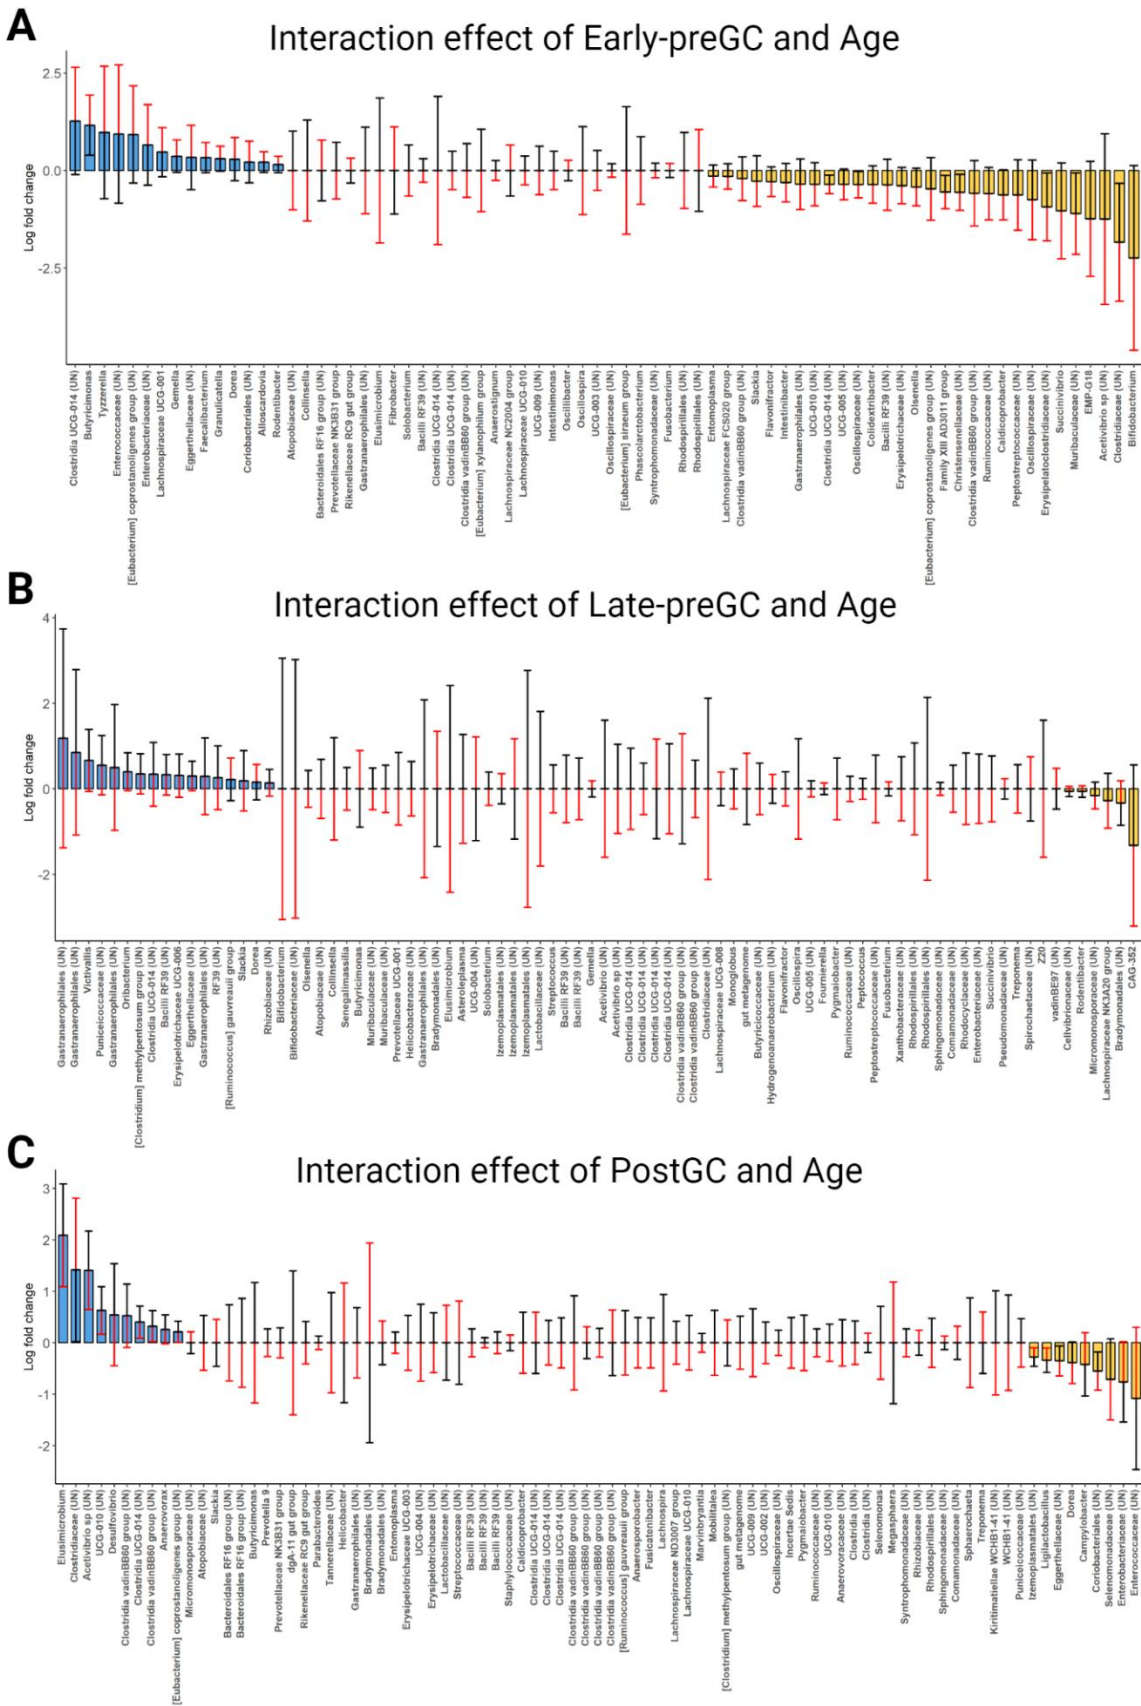 A
Interaction effect of Early-preGC and Age
Log fold change
2.5
0.0
-2.5
Clostridia UCG-014 (UN)
Butyricimonas
Tyzzerella
Enterococcaceae (UN)
[Eubacterium] coprostanoligenes group (UN)
Enterobacteriaceae (UN)
Lachnospiraceae UCG-001
Gemella
Eggerthellaceae (UN)
Faecalibacterium
Granulicatella
Dorea
Coriobacteriales (UN)
Alloscardovia
Rodentibacter
Atopobiaceae (UN)
Collinsella
Bacteroidales RF16 group (UN)
Prevotellaceae NK3B31 group
Rikenellaceae RC9 gut group
Gastranaerophilales (UN)
Elusimicrobium
Fibrobacter
Solobacterium
Bacilli RF39 (UN)
Clostridia UCG-014 (UN)
Clostridia UCG-014 (UN)
Clostridia vadinBB60 group (UN)
[Eubacterium] xylanophilum group
Anaerostignum
Lachnospiraceae NC2004 group
Lachnospiraceae UCG-010
UCG-009 (UN)
Intestinimonas
Oscillibacter
Oscillospira
UCG-003 (UN)
Oscillospiraceae (UN)
[Eubacterium] siraeum group
Phascolarctobacterium
Syntrophomonadaceae (UN)
Fusobacterium
Rhodospirillales (UN)
Rhodospirillales (UN)
Entomoplasma
Lachnospiraceae FCS020 group
Clostridia vadinBB60 group (UN)
Slackia
Flavonifractor
Intestinibacter
Gastranaerophilales (UN)
UCG-010 (UN)
Clostridia UCG-014 (UN)
UCG-005 (UN)
Oscillospiraceae (UN)
Colidextribacter
Bacilli RF39 (UN)
Erysipelotrichaceae (UN)
Olsenella
[Eubacterium] coprostanoligenes group (UN)
Family XIII AD3011 group
Christensenellaceae (UN)
Clostridia vadinBB60 group (UN)
Ruminococcaceae (UN)
Caldicoprobacter
Peptostreptococcaceae (UN)
Oscillospiraceae (UN)
Erysipelatoclostridiaceae (UN)
Succinivibrio
Muribaculaceae (UN)
EMP-G18
Acetivibrio sp (UN)
Clostridiaceae (UN)
Bifidobacterium
B
Interaction effect of Late-preGC and Age
Log fold change
4
2
0
-2
Gastranaerophilales (UN)
Gastranaerophilales (UN)
Victivallis
Puniceicoccaceae (UN)
Gastranaerophilales (UN)
Oribacterium
[Clostridium] methylpentosum group (UN)
Clostridia UCG-014 (UN)
Bacilli RF39 (UN)
Erysipelotrichaceae UCG-006
Eggerthellaceae (UN)
Gastranaerophilales (UN)
RF39 (UN)
[Ruminococcus] gauvreauii group
Slackia
Dorea
Rhizobiaceae (UN)
Bifidobacterium
Bifidobacteriaceae (UN)
Olsenella
Atopobiaceae (UN)
Collinsella
Senegalimassilia
Butyricimonas
Muribaculaceae (UN)
Muribaculaceae (UN)
Prevotellaceae UCG-001
Helicobacteraceae (UN)
Gastranaerophilales (UN)
Bradymonadales (UN)
Elusimicrobium
Asteroleplasma
UCG-004 (UN)
Solobacterium
Izemoplasmatales (UN)
Izemoplasmatales (UN)
Izemoplasmatales (UN)
Lactobacillaceae (UN)
Streptococcus
Bacilli RF39 (UN)
Bacilli RF39 (UN)
Gemella
Acetivibrio (UN)
Acetivibrio sp (UN)
Clostridia UCG-014 (UN)
Clostridia UCG-014 (UN)
Clostridia UCG-014 (UN)
Clostridia UCG-014 (UN)
Clostridia vadinBB60 group (UN)
Clostridia vadinBB60 group (UN)
Clostridiaceae (UN)
Lachnospiraceae UCG-008
Monoglobus
gut metagenome
Butyricicoccaceae (UN)
Hydrogenoanaerobacterium (UN)
Flavonifractor
Oscillospira
UCG-005 (UN)
Fournierella
Pygmaiobacter
Ruminococcaceae (UN)
Peptococcus
Peptostreptococcaceae (UN)
Fusobacterium
Xanthobacteraceae (UN)
Rhodospirillales (UN)
Rhodospirillales (UN)
Sphingomonadaceae (UN)
Comamonadaceae (UN)
Rhodocyclaceae (UN)
Enterobacteriaceae (UN)
Succinivibrio
Pseudomonadaceae (UN)
Treponema
Spirochaetaceae (UN)
Z20
vadinBE97 (UN)
Cellvibrionaceae (UN)
Rodentibacter
Micromonosporaceae (UN)
Lachnospiraceae NK3A20 group
Bradymonadales (UN)
CAG-352
C
Interaction effect of PostGC and Age
Log fold change
3
2
1
0
-1
-2
Elusimicrobium
Clostridiaceae (UN)
Acetivibrio sp (UN)
UCG-010 (UN)
Desulfovibrio
Clostridia vadinBB60 group (UN)
Clostridia UCG-014 (UN)
Clostridia vadinBB60 group (UN)
Anaerovorax
[Eubacterium] coprostanoligenes group (UN)
Micromonosporaceae (UN)
Atopobiaceae (UN)
Slackia
Bacteroidales RF16 group (UN)
Bacteroidales RF16 group (UN)
Butyricimonas
Prevotella 9
Prevotellaceae NK3B31 group
dgA-11 gut group
Rikenellaceae RC9 gut group
Parabacteroides
Tannerellaceae (UN)
Helicobacter
Gastranaerophilales (UN)
Bradymonadales (UN)
Bradymonadales (UN)
Entomoplasma
Erysipelotrichaceae UCG-003
UCG-004 (UN)
Erysipelotrichaceae (UN)
Lactobacillaceae (UN)
Streptococcaceae (UN)
Bacilli RF39 (UN)
Bacilli RF39 (UN)
Bacilli RF39 (UN)
Staphylococcaceae (UN)
Caldicoprobacter
Clostridia UCG-014 (UN)
Clostridia UCG-014 (UN)
Clostridia UCG-014 (UN)
Clostridia vadinBB60 group (UN)
Clostridia vadinBB60 group (UN)
Clostridia vadinBB60 group (UN)
Clostridia vadinBB60 group (UN)
[Ruminococcus] gauvreauii group
Anaerosporobacter
Fusicatenibacter
Lachnospira
Lachnospiraceae ND3007 group
Lachnospiraceae UCG-010
Marvinbryantia
Mobilitalea
[Clostridium] methylpentosum group (UN)
gut metagenome
UCG-009 (UN)
UCG-002 (UN)
Oscillospiraceae (UN)
Incertae Sedis
Pygmaiobacter
Ruminococcaceae (UN)
UCG-010 (UN)
Anaerovoracaceae (UN)
Clostridia (UN)
Clostridia (UN)
Selenomonas
Megasphaera
Syntrophomonadaceae (UN)
Rhizobiaceae (UN)
Rhodospirillales (UN)
Sphingomonadaceae (UN)
Comamonadaceae (UN)
Sphaerochaeta
Treponema
Kiritimatiellae WCHB1-41 (UN)
WCHB1-41 (UN)
Puniceicoccaceae (UN)
Izemoplasmatales (UN)
Ligilactobacillus
Eggerthellaceae (UN)
Dorea
Campylobacter
Coriobacteriales (UN)
Selenomonadaceae (UN)
Enterobacteriaceae (UN)
Enterococcaceae (UN)